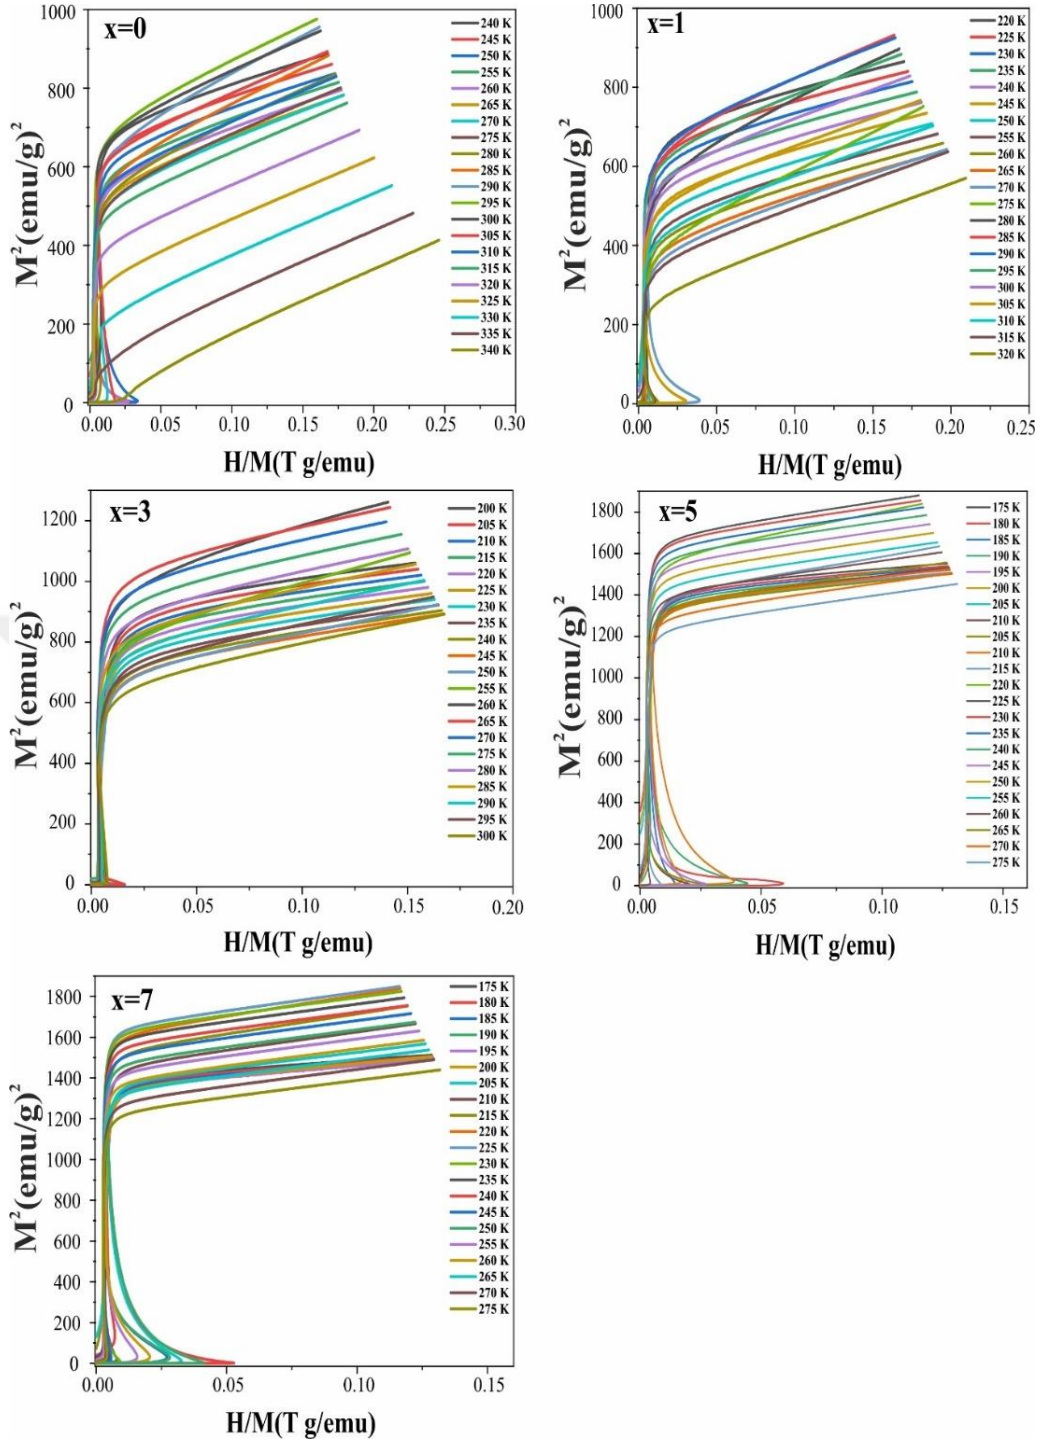 x=0
1000
800
600
400
200
0
M²(emu/g)²
0.00 0.05 0.10 0.15 0.20 0.25 0.30
H/M(T g/emu)
240 K
245 K
250 K
255 K
260 K
265 K
270 K
275 K
280 K
285 K
290 K
295 K
300 K
305 K
310 K
315 K
320 K
325 K
330 K
335 K
340 K
x=1
1000
800
600
400
200
0
M²(emu/g)²
0.00 0.05 0.10 0.15 0.20 0.25
H/M(T g/emu)
220 K
225 K
230 K
235 K
240 K
245 K
250 K
255 K
260 K
265 K
270 K
275 K
280 K
285 K
290 K
295 K
300 K
305 K
310 K
315 K
320 K
x=3
1200
1000
800
600
400
200
0
M²(emu/g)²
0.00 0.05 0.10 0.15 0.20
H/M(T g/emu)
200 K
205 K
210 K
215 K
220 K
225 K
230 K
235 K
240 K
245 K
250 K
255 K
260 K
265 K
270 K
275 K
280 K
285 K
290 K
295 K
300 K
x=5
1800
1600
1400
1200
1000
800
600
400
200
0
M²(emu/g)²
0.00 0.05 0.10 0.15
H/M(T g/emu)
175 K
180 K
185 K
190 K
195 K
200 K
205 K
210 K
205 K
210 K
215 K
220 K
225 K
230 K
235 K
240 K
245 K
250 K
255 K
260 K
265 K
270 K
275 K
x=7
1800
1600
1400
1200
1000
800
600
400
200
0
M²(emu/g)²
0.00 0.05 0.10 0.15
H/M(T g/emu)
175 K
180 K
185 K
190 K
195 K
200 K
205 K
210 K
215 K
220 K
225 K
230 K
235 K
240 K
245 K
250 K
255 K
260 K
265 K
270 K
275 K